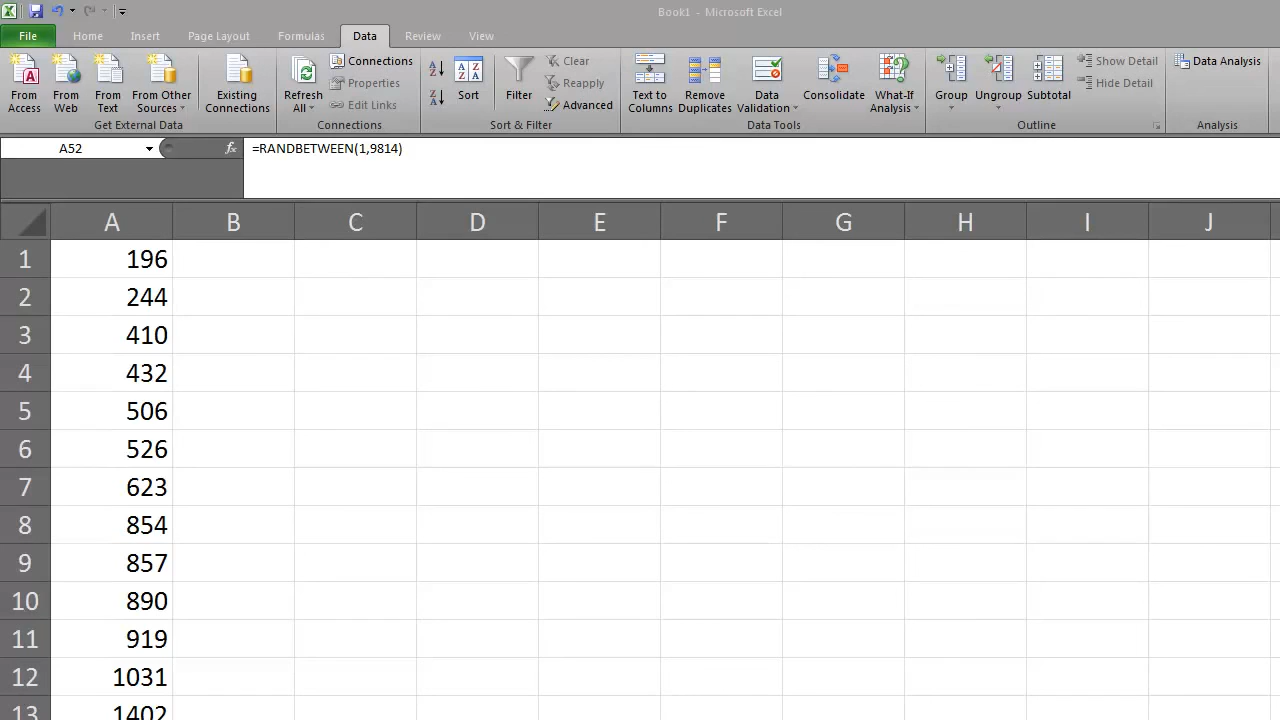 Book1 - Microsoft Excel
File Home Insert Page Layout Formulas Data Review View
From Access
From Web
From Text
From Other Sources
Existing Connections
Get External Data
Refresh All
Connections
Properties
Edit Links
Connections
Sort
Filter
Clear
Reapply
Advanced
Sort & Filter
Text to Columns
Remove Duplicates
Data Validation
Consolidate
What-If Analysis
Data Tools
Group
Ungroup
Subtotal
Show Detail
Hide Detail
Outline
Data Analysis
Analysis
A52 fx =RANDBETWEEN(1,9814)
A B C D E F G H I J
1 196
2 244
3 410
4 432
5 506
6 526
7 623
8 854
9 857
10 890
11 919
12 1031
13 1402